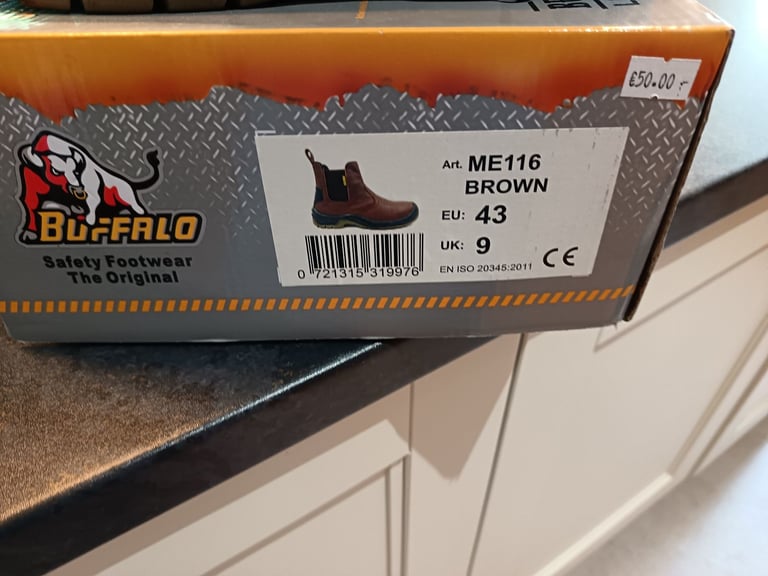 €50.00.-
BUFFALO
Safety Footwear
The Original
Art. ME116
BROWN
EU: 43
UK: 9
0 721315 319976
EN ISO 20345:2011
CE